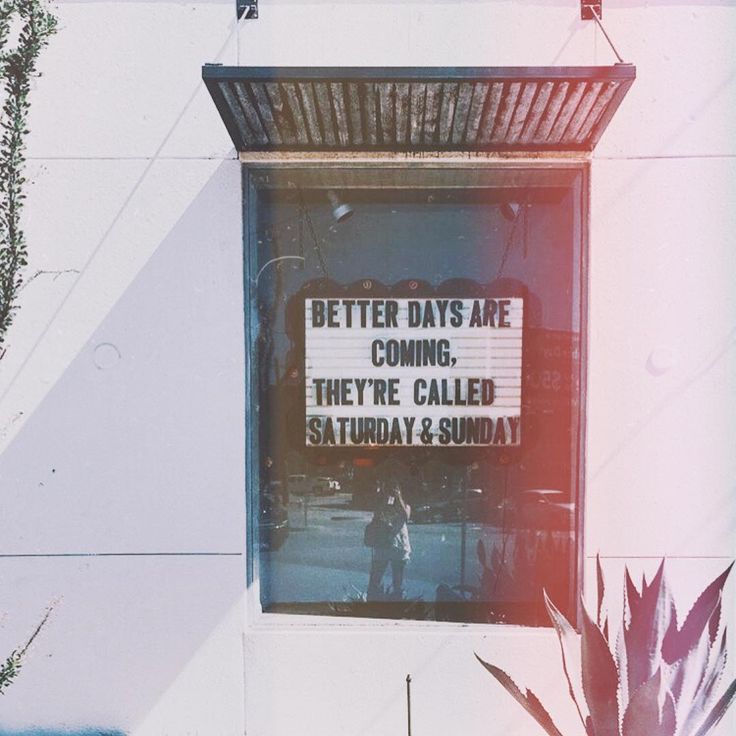 BETTER DAYS ARE
COMING,
THEY'RE CALLED
SATURDAY & SUNDAY